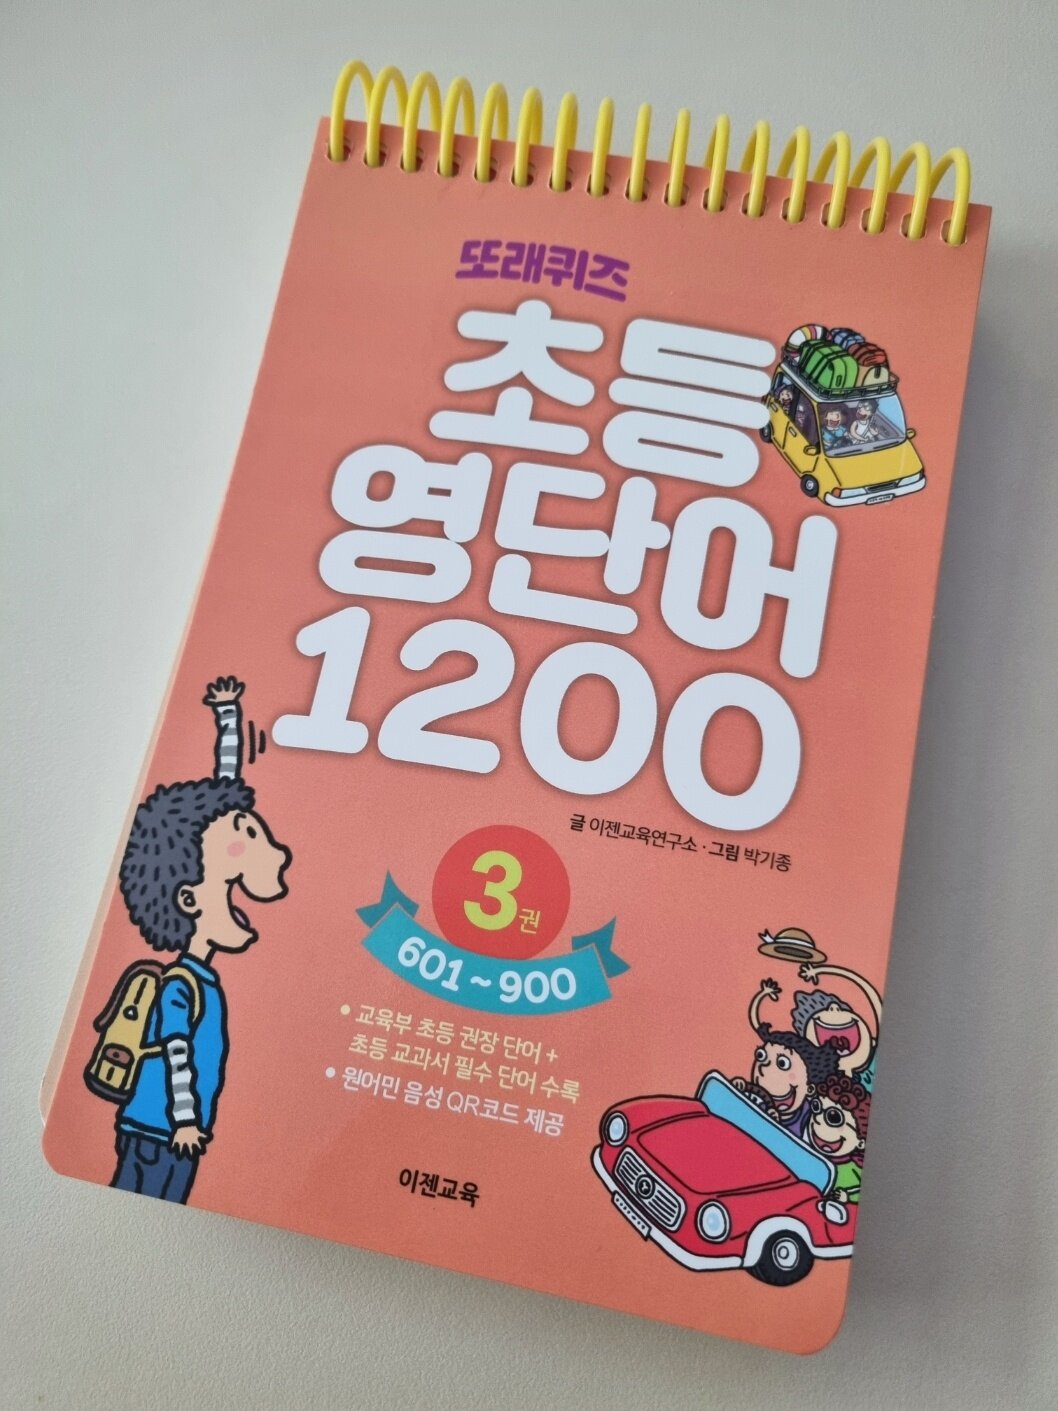 또래퀴즈
초등
영단어
1200
글 이젠교육연구소 · 그림 박기종
3권
601~900
• 교육부 초등 권장 단어 +
초등 교과서 필수 단어 수록
• 원어민 음성 QR코드 제공
이젠교육